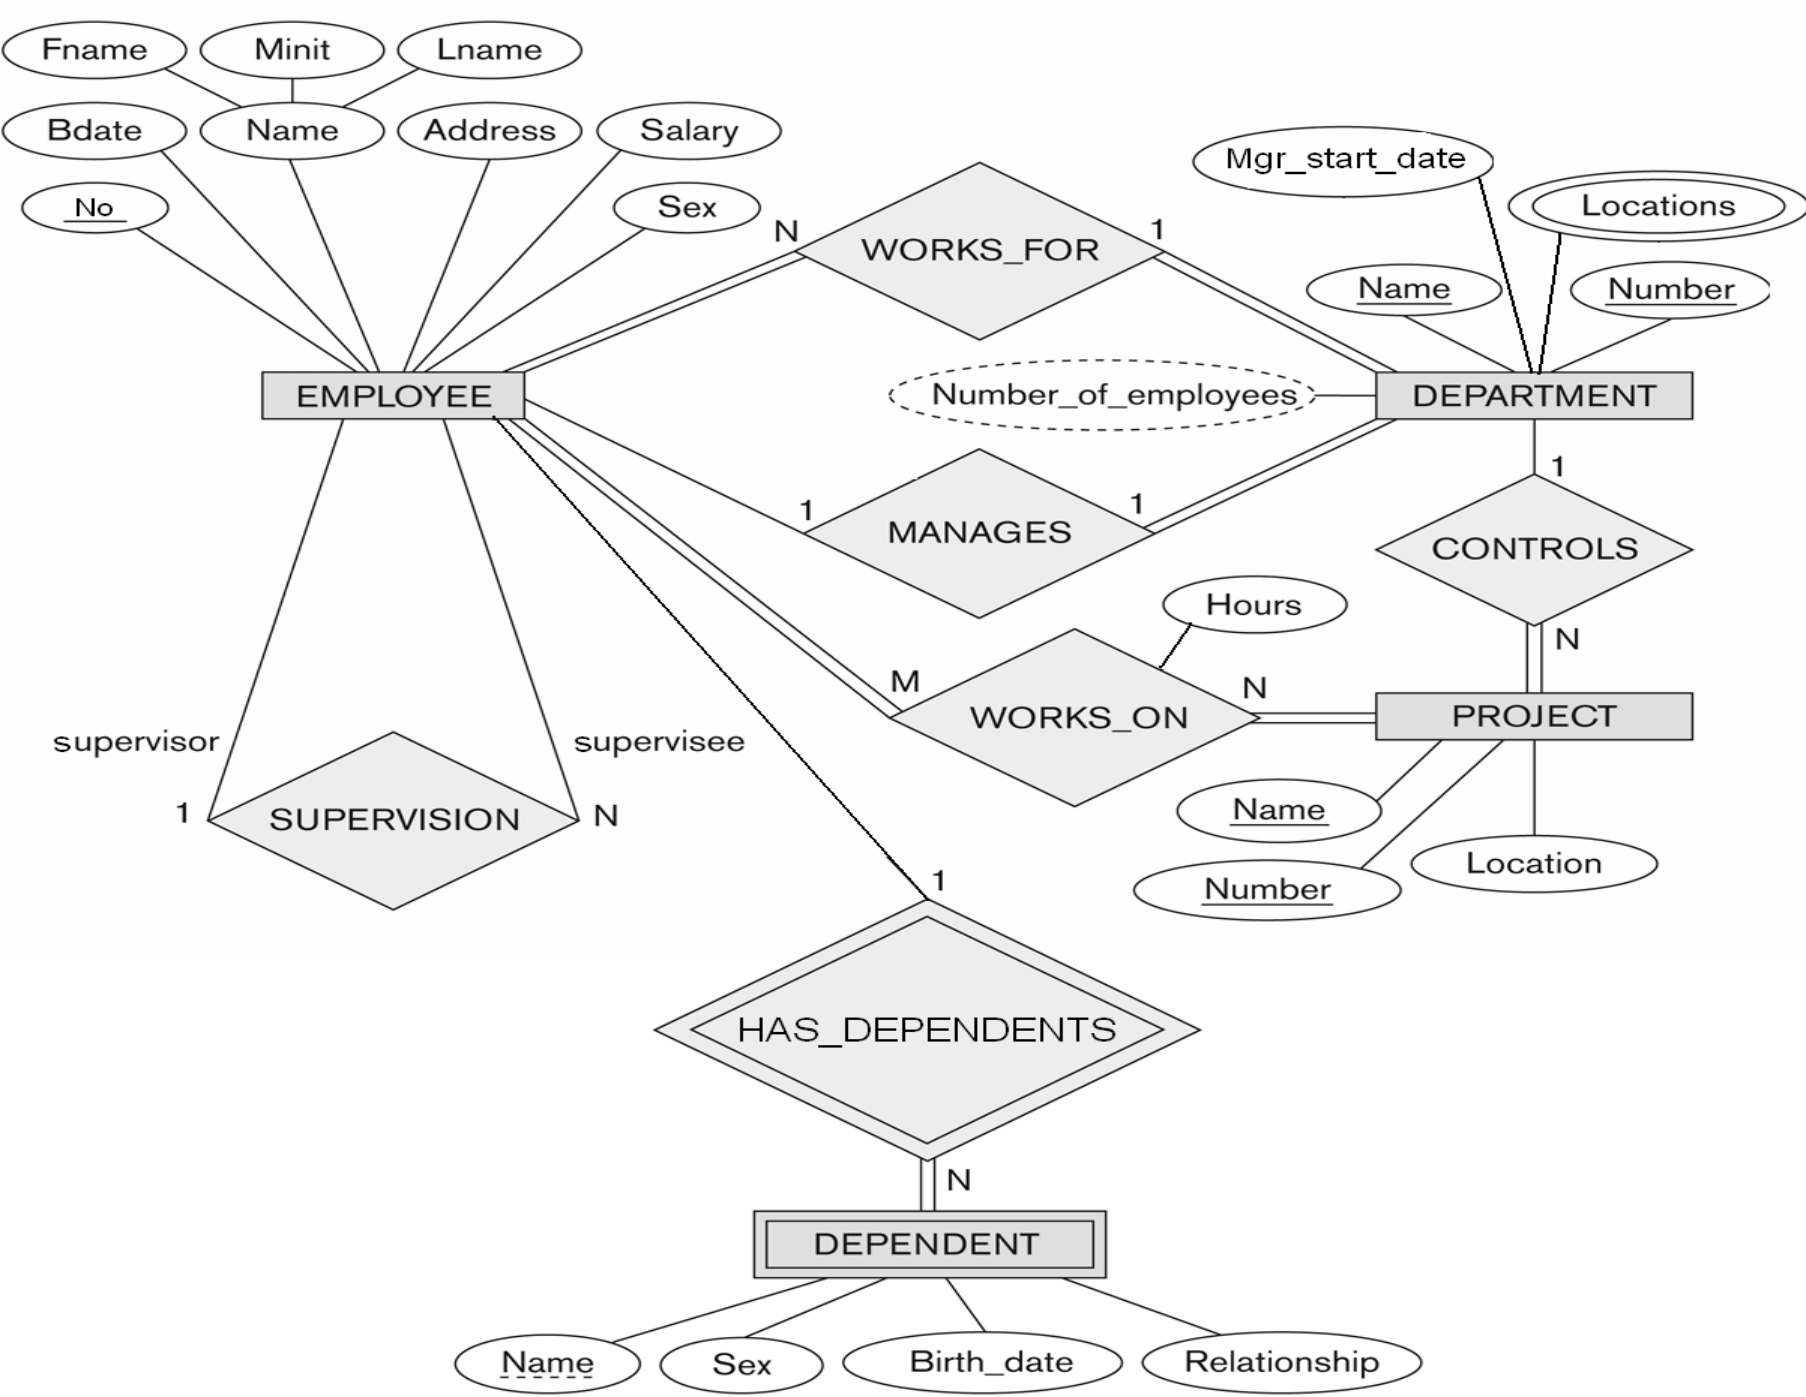 Fname
Minit
Lname
Bdate
Name
Address
Salary
No
Sex
Mgr_start_date
Locations
Name
Number
N
WORKS_FOR
1
EMPLOYEE
Number_of_employees
DEPARTMENT
1
MANAGES
1
1
CONTROLS
N
Hours
M
WORKS_ON
N
PROJECT
supervisor
supervisee
1
SUPERVISION
N
Name
Number
Location
1
HAS_DEPENDENTS
N
DEPENDENT
Name
Sex
Birth_date
Relationship